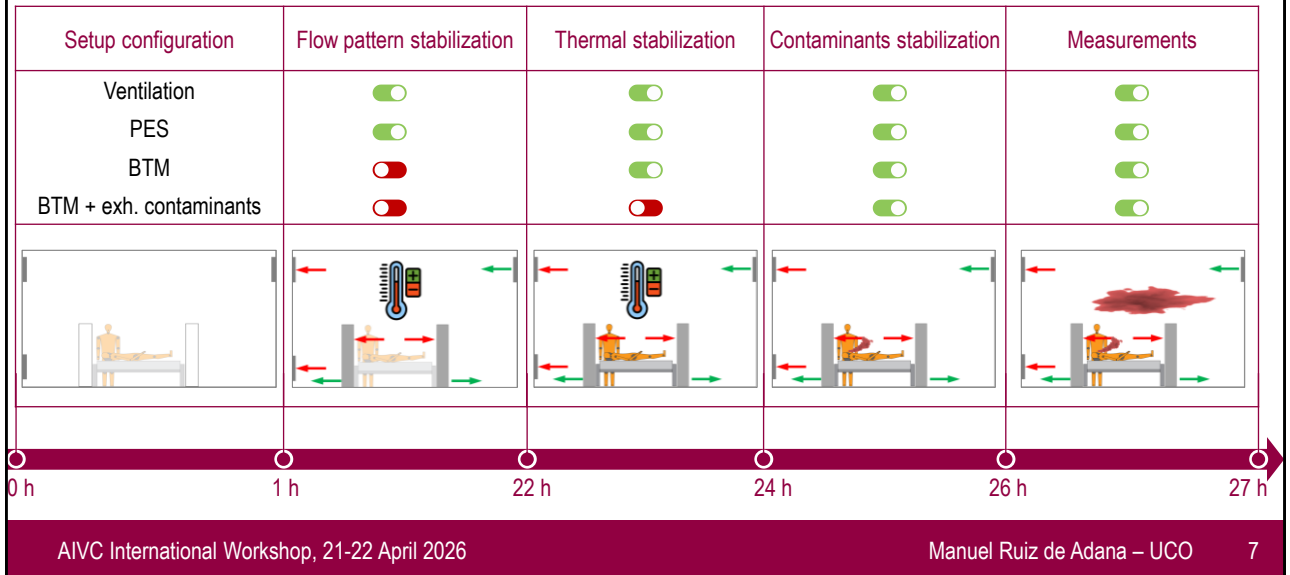 Setup configuration
Flow pattern stabilization
Thermal stabilization
Contaminants stabilization
Measurements
Ventilation
PES
BTM
BTM + exh. contaminants
0 h
1 h
22 h
24 h
26 h
27 h
AIVC International Workshop, 21-22 April 2026
Manuel Ruiz de Adana – UCO
7